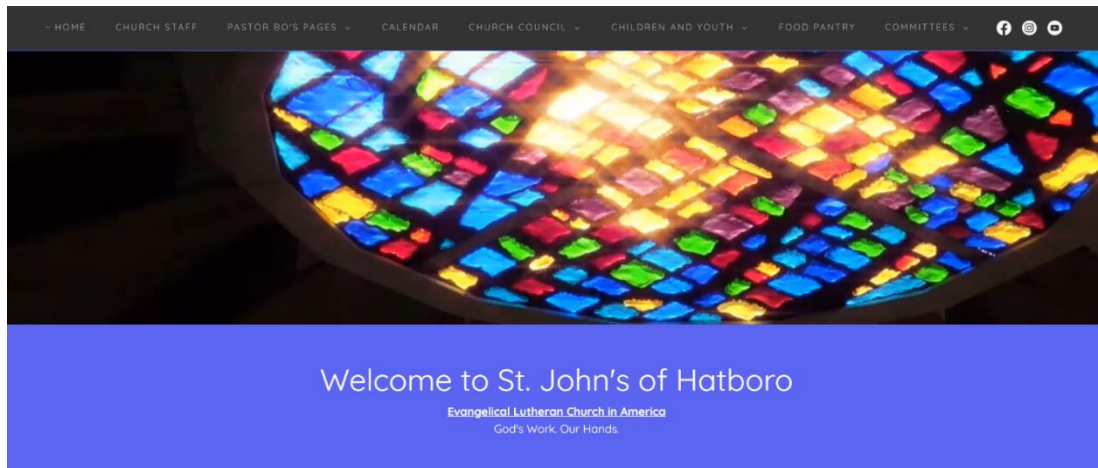 – HOME CHURCH STAFF PASTOR BO'S PAGES CALENDAR CHURCH COUNCIL CHILDREN AND YOUTH FOOD PANTRY COMMITTEES
Welcome to St. John's of Hatboro
Evangelical Lutheran Church in America
God's Work. Our Hands.